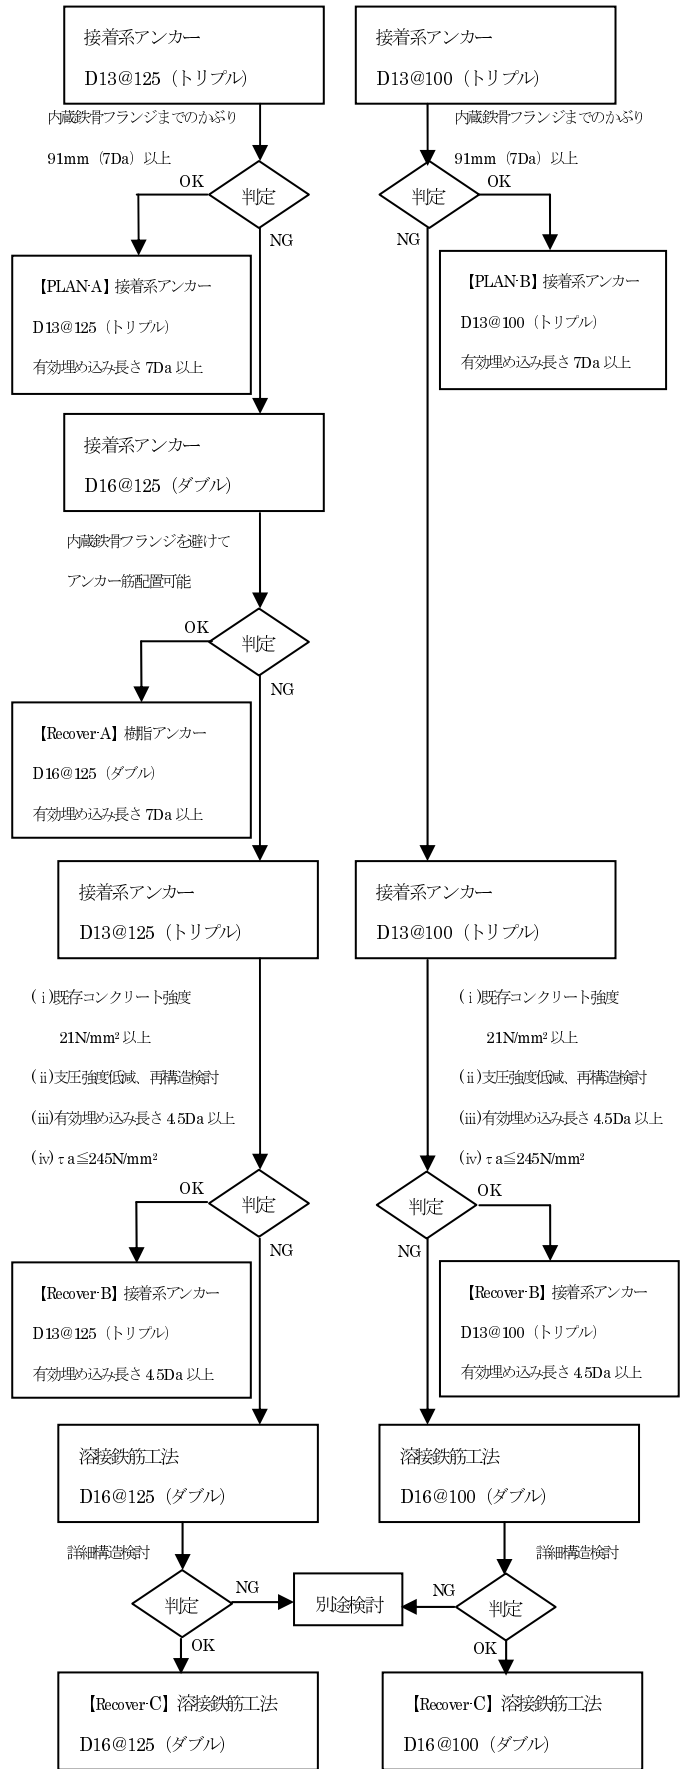 接着系アンカー
D13@125（トリプル）
内蔵鉄骨フランジまでのかぶり
91mm（7Da）以上
OK
判定
NG
【PLAN-A】接着系アンカー
D13@125（トリプル）
有効埋め込み長さ 7Da 以上
接着系アンカー
D16@125（ダブル）
内蔵鉄骨フランジを避けて
アンカー筋配置可能
OK
判定
NG
【Recover-A】樹脂アンカー
D16@125（ダブル）
有効埋め込み長さ 7Da 以上
接着系アンカー
D13@125（トリプル）
(ⅰ)既存コンクリート強度
21N/mm² 以上
(ⅱ)支圧強度低減、再構造検討
(ⅲ)有効埋め込み長さ 4.5Da 以上
(ⅳ) τa≦245N/mm²
OK
判定
NG
【Recover-B】接着系アンカー
D13@125（トリプル）
有効埋め込み長さ 4.5Da 以上
溶接鉄筋工法
D16@125（ダブル）
詳細構造検討
判定
NG
OK
【Recover-C】溶接鉄筋工法
D16@125（ダブル）
別途検討
接着系アンカー
D13@100（トリプル）
内蔵鉄骨フランジまでのかぶり
91mm（7Da）以上
OK
判定
NG
【PLAN-B】接着系アンカー
D13@100（トリプル）
有効埋め込み長さ 7Da 以上
接着系アンカー
D13@100（トリプル）
(ⅰ)既存コンクリート強度
21N/mm² 以上
(ⅱ)支圧強度低減、再構造検討
(ⅲ)有効埋め込み長さ 4.5Da 以上
(ⅳ) τa≦245N/mm²
OK
判定
NG
【Recover-B】接着系アンカー
D13@100（トリプル）
有効埋め込み長さ 4.5Da 以上
溶接鉄筋工法
D16@100（ダブル）
詳細構造検討
NG
判定
OK
【Recover-C】溶接鉄筋工法
D16@100（ダブル）